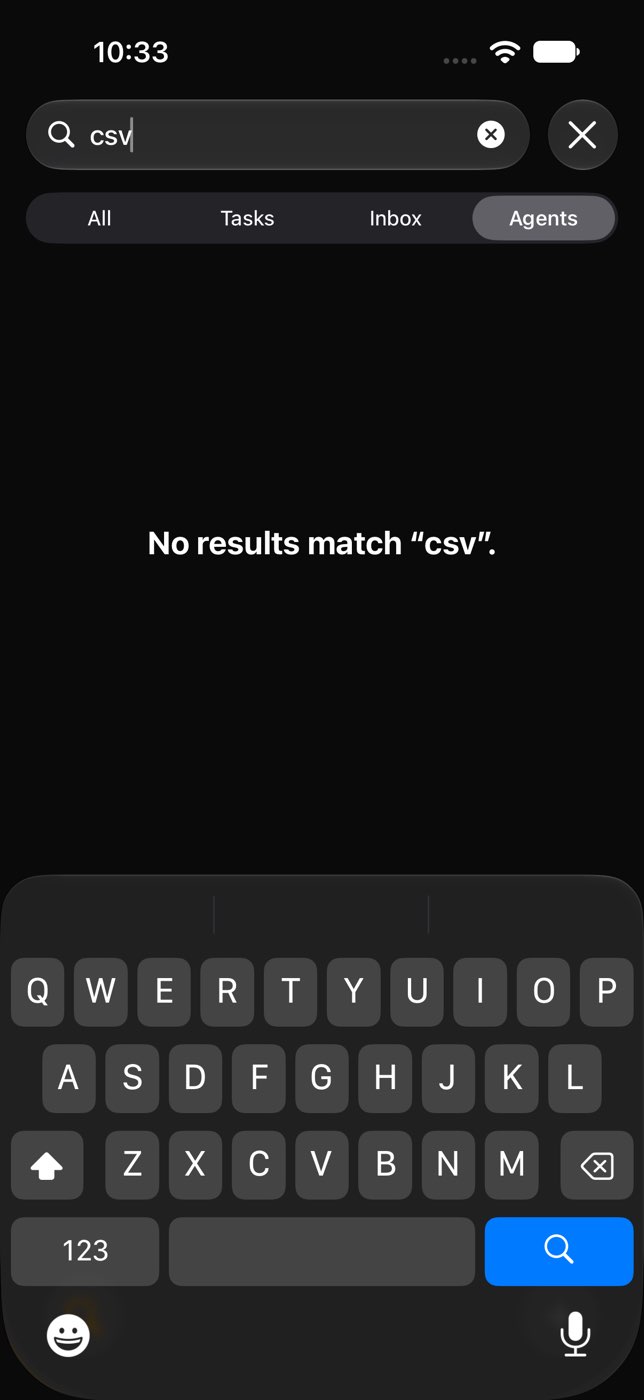 10:33
csv
All Tasks Inbox Agents
No results match “csv”.
Q W E R T Y U I O P
A S D F G H J K L
Z X C V B N M
123